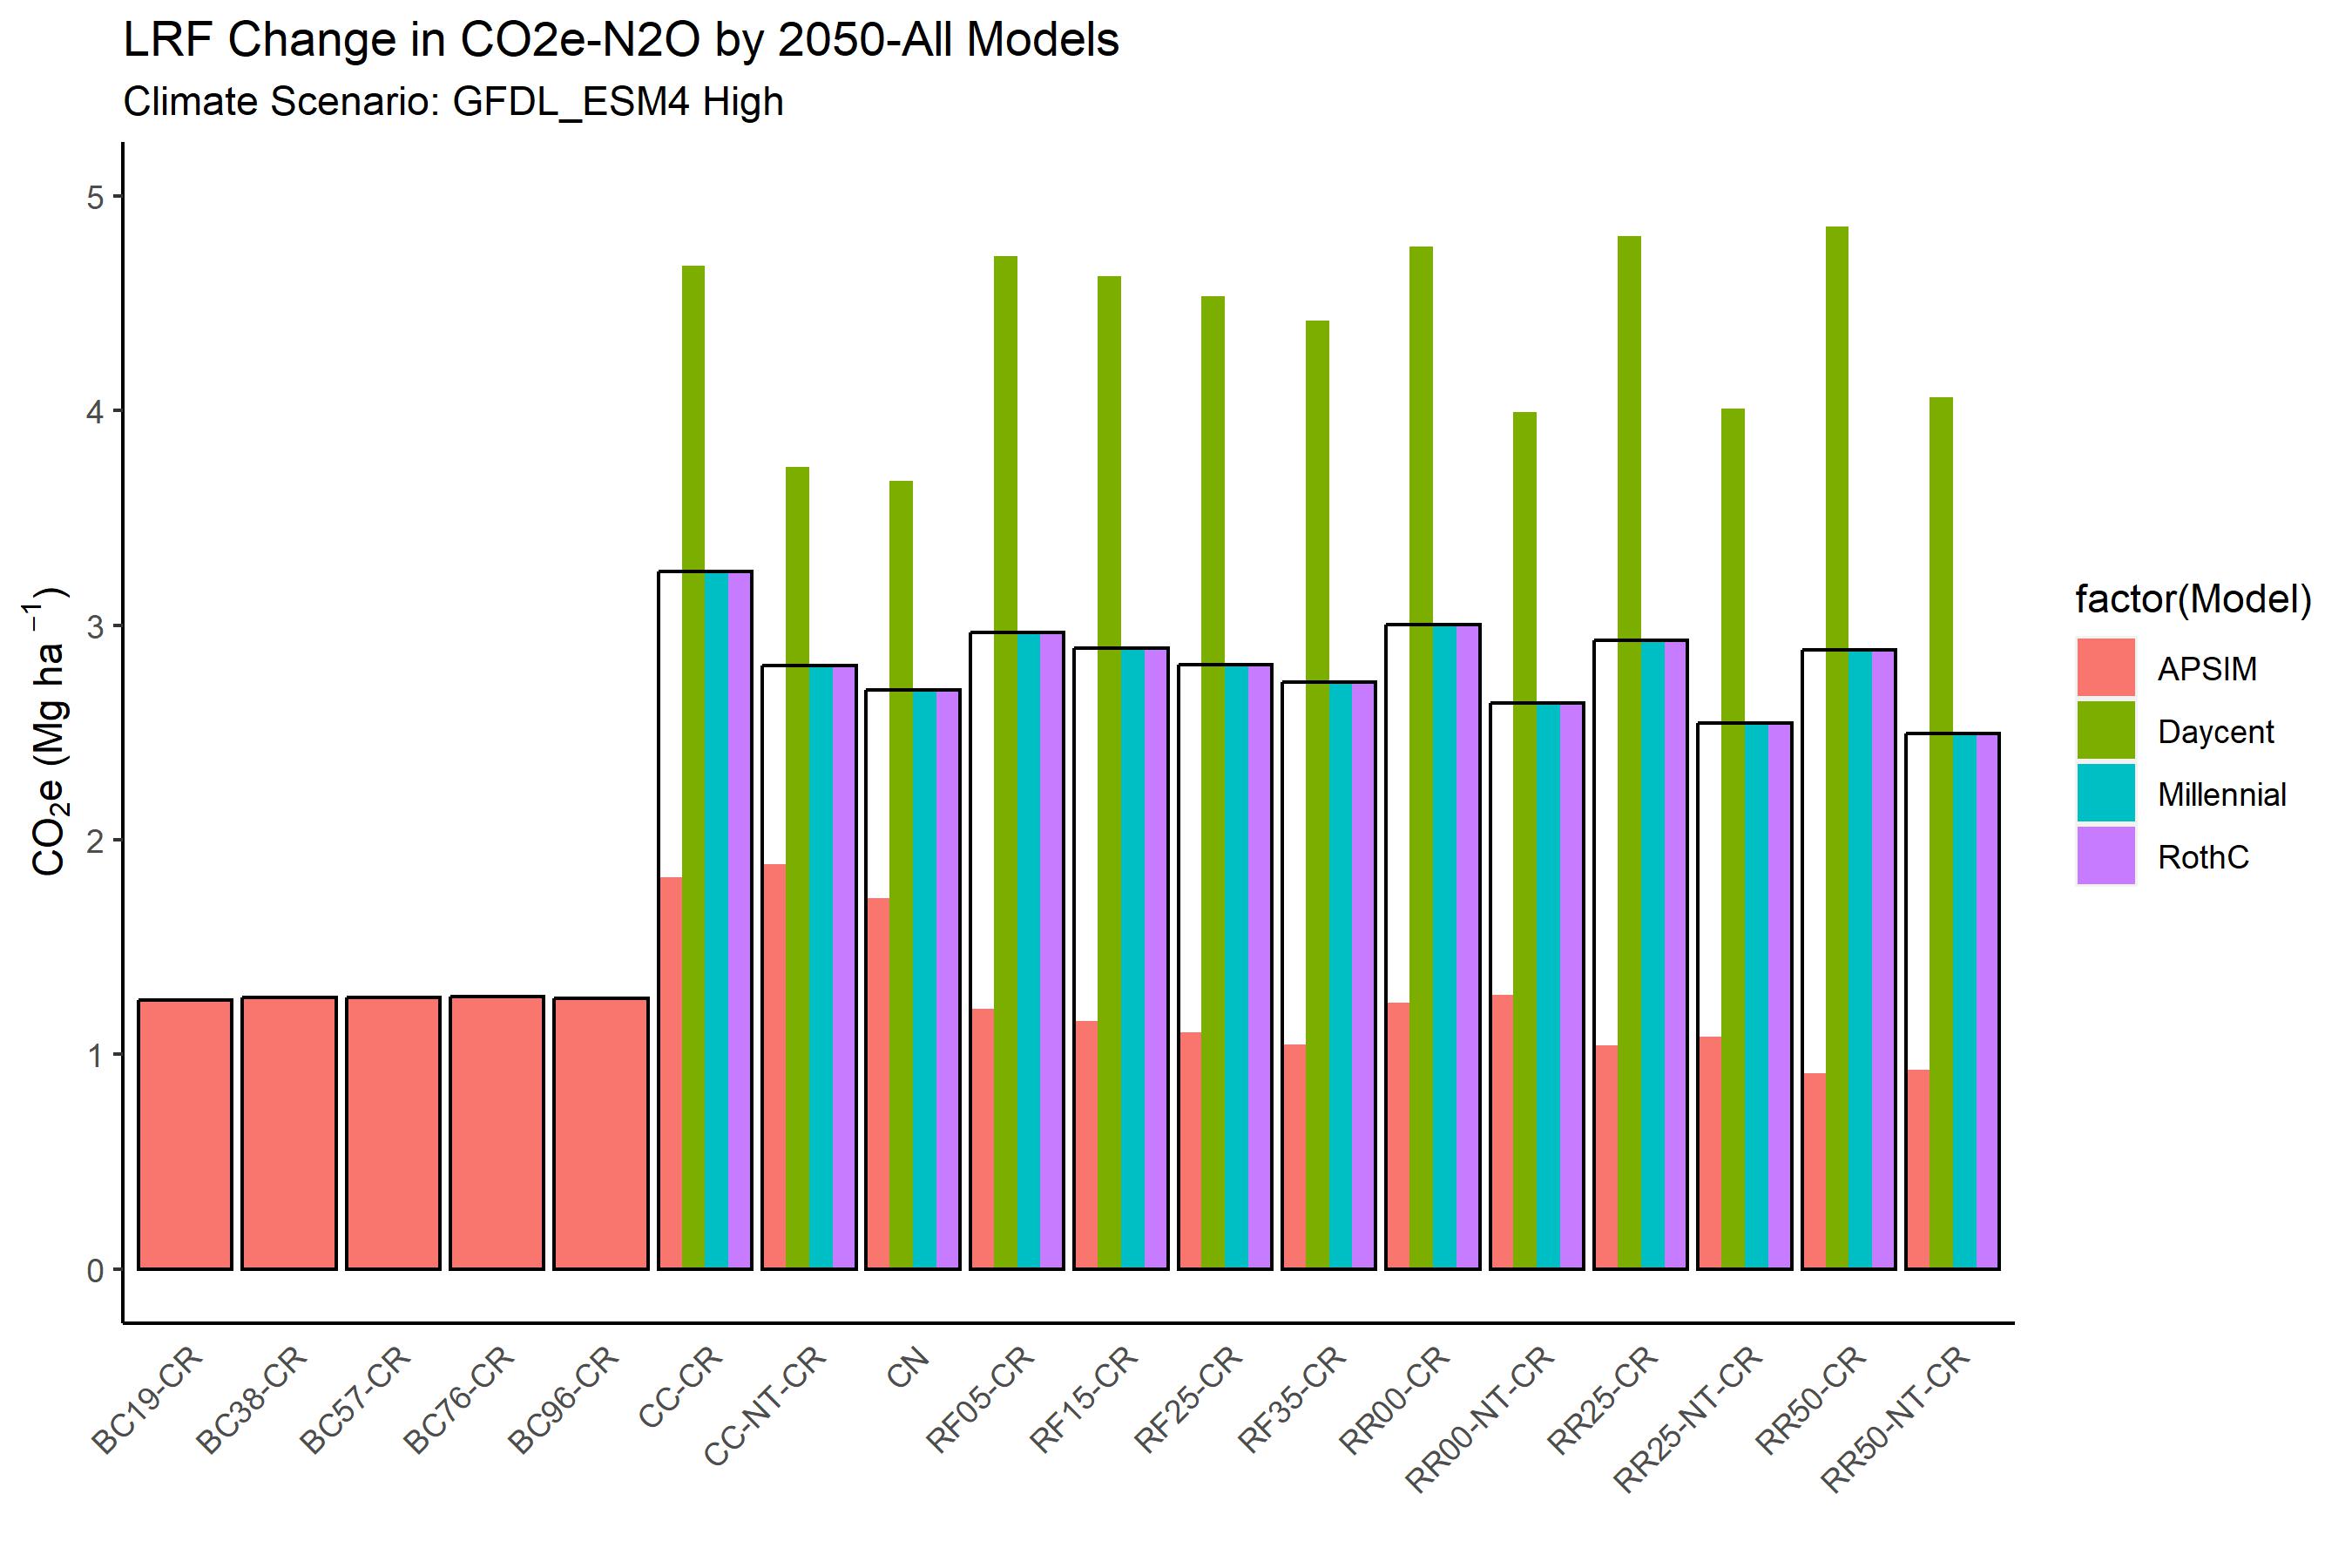 LRF Change in CO2e-N2O by 2050-All Models
Climate Scenario: GFDL_ESM4 High
CO₂e (Mg ha ⁻¹)
5
4
3
2
1
0
BC19-CR
BC38-CR
BC57-CR
BC76-CR
BC96-CR
CC-CR
CC-NT-CR
CN
RF05-CR
RF15-CR
RF25-CR
RF35-CR
RR00-CR
RR00-NT-CR
RR25-CR
RR25-NT-CR
RR50-CR
RR50-NT-CR
factor(Model)
APSIM
Daycent
Millennial
RothC